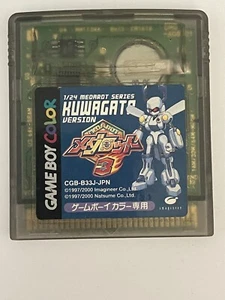 1/24 MEDAROT SERIES
KUWAGATA
VERSION
メダロット
3
CGB-B33J-JPN
©1997/2000 Imagineer Co.,Ltd.
©1997/2000 Natsume Co., Ltd.
ゲームボーイ カラー専用
GAME BOY COLOR
imagineer